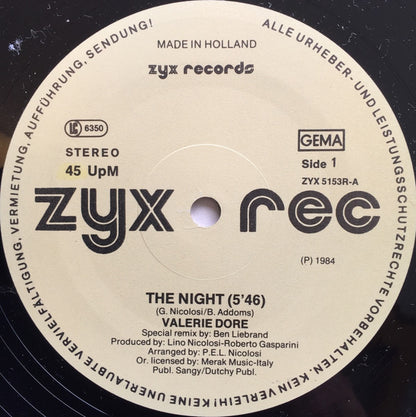 ALLE URHEBER- UND LEISTUNGSSCHUTZRECHTE VORBEHALTEN. KEIN VERLEIH! KEINE UNERLAUBTE VERVIELFÄLTIGUNG, VERMIETUNG, AUFFÜHRUNG, SENDUNG!
MADE IN HOLLAND
zyx records
LC 6350
GEMA
STEREO
Side 1
45 UpM
ZYX 5153R-A
zyx rec
(P) 1984
THE NIGHT (5'46)
(G. Nicolosi/B. Addoms)
VALERIE DORE
Special remix by: Ben Liebrand
Produced by: Lino Nicolosi-Roberto Gasparini
Arranged by: P.E.L. Nicolosi
Or. licensed by: Merak Music-Italy
Publ. Sangy/Dutchy Publ.